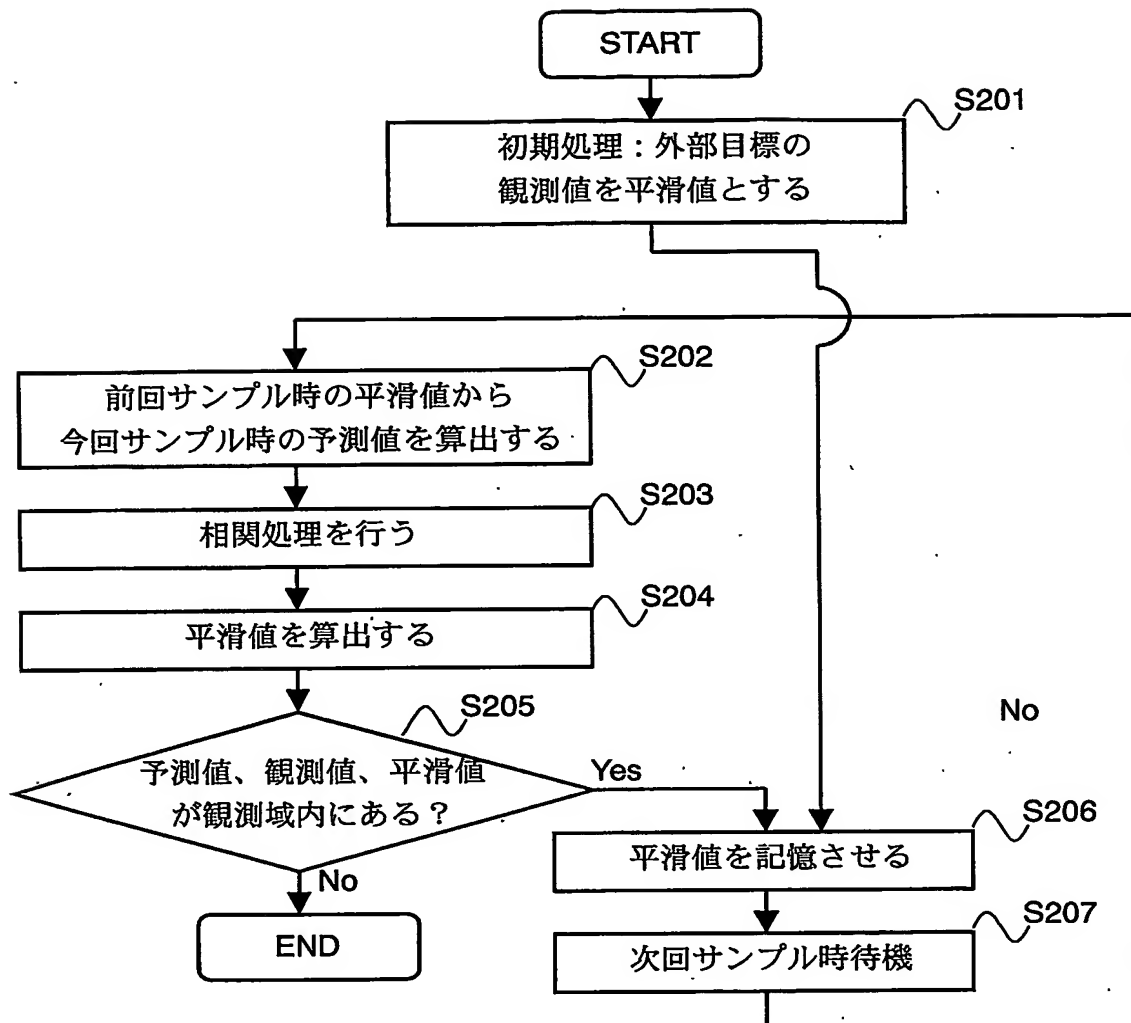 START
S201
初期処理：外部目標の
観測値を平滑値とする
S202
前回サンプル時の平滑値から
今回サンプル時の予測値を算出する
S203
相関処理を行う
S204
平滑値を算出する
S205
予測値、観測値、平滑値
が観測域内にある？
Yes
No
No
END
S206
平滑値を記憶させる
S207
次回サンプル時待機